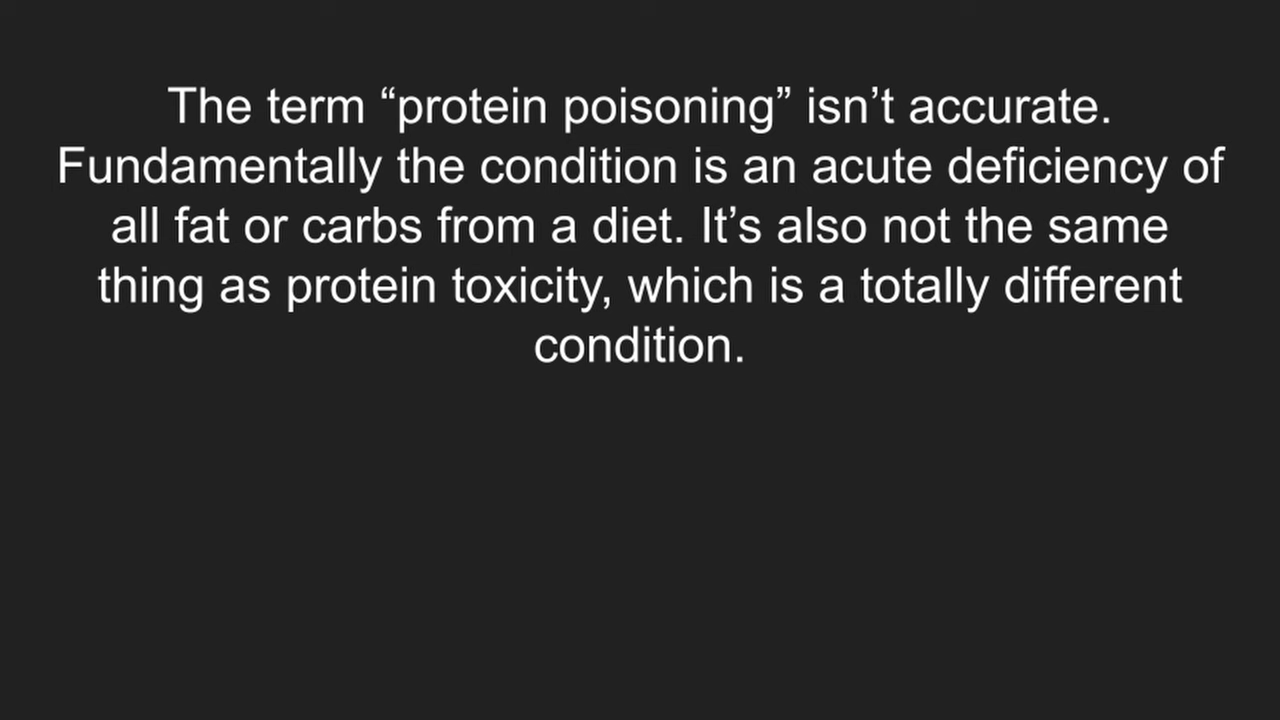 The term “protein poisoning” isn’t accurate.
Fundamentally the condition is an acute deficiency of
all fat or carbs from a diet. It’s also not the same
thing as protein toxicity, which is a totally different
condition.